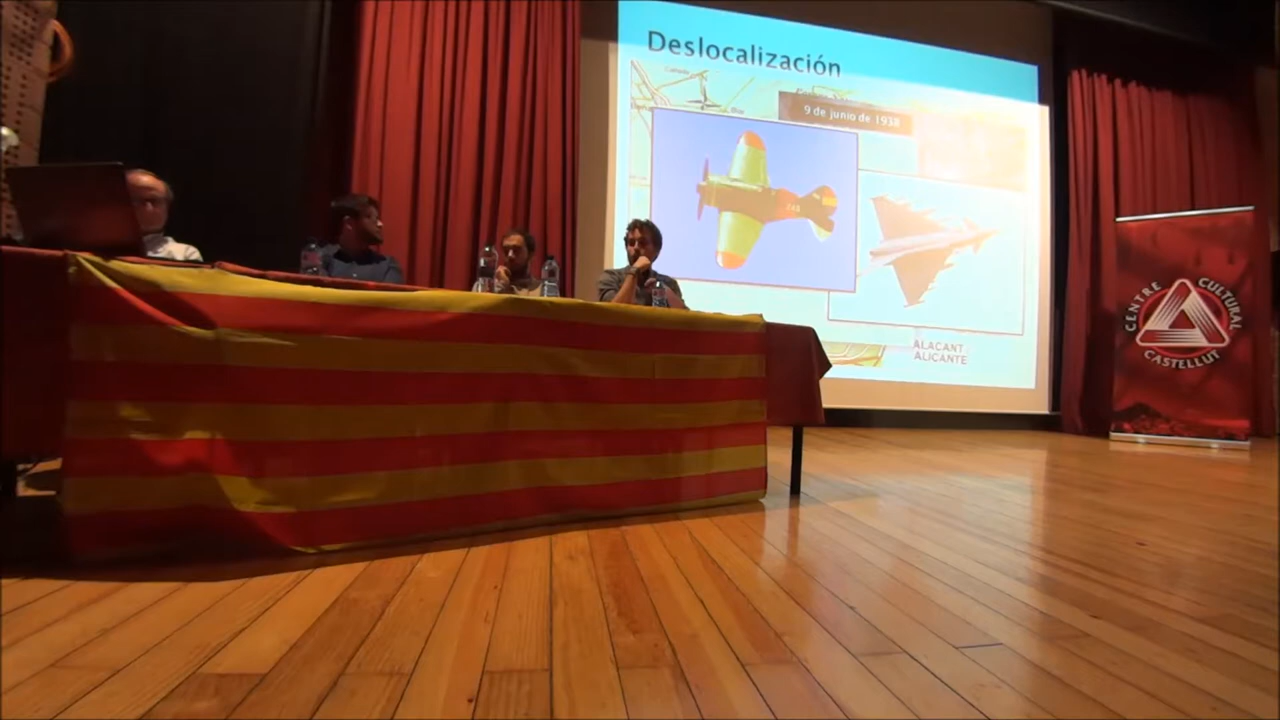 Deslocalización
9 de junio de 1938
ALACANT
ALICANTE
CENTRE CULTURAL
CASTELLUT